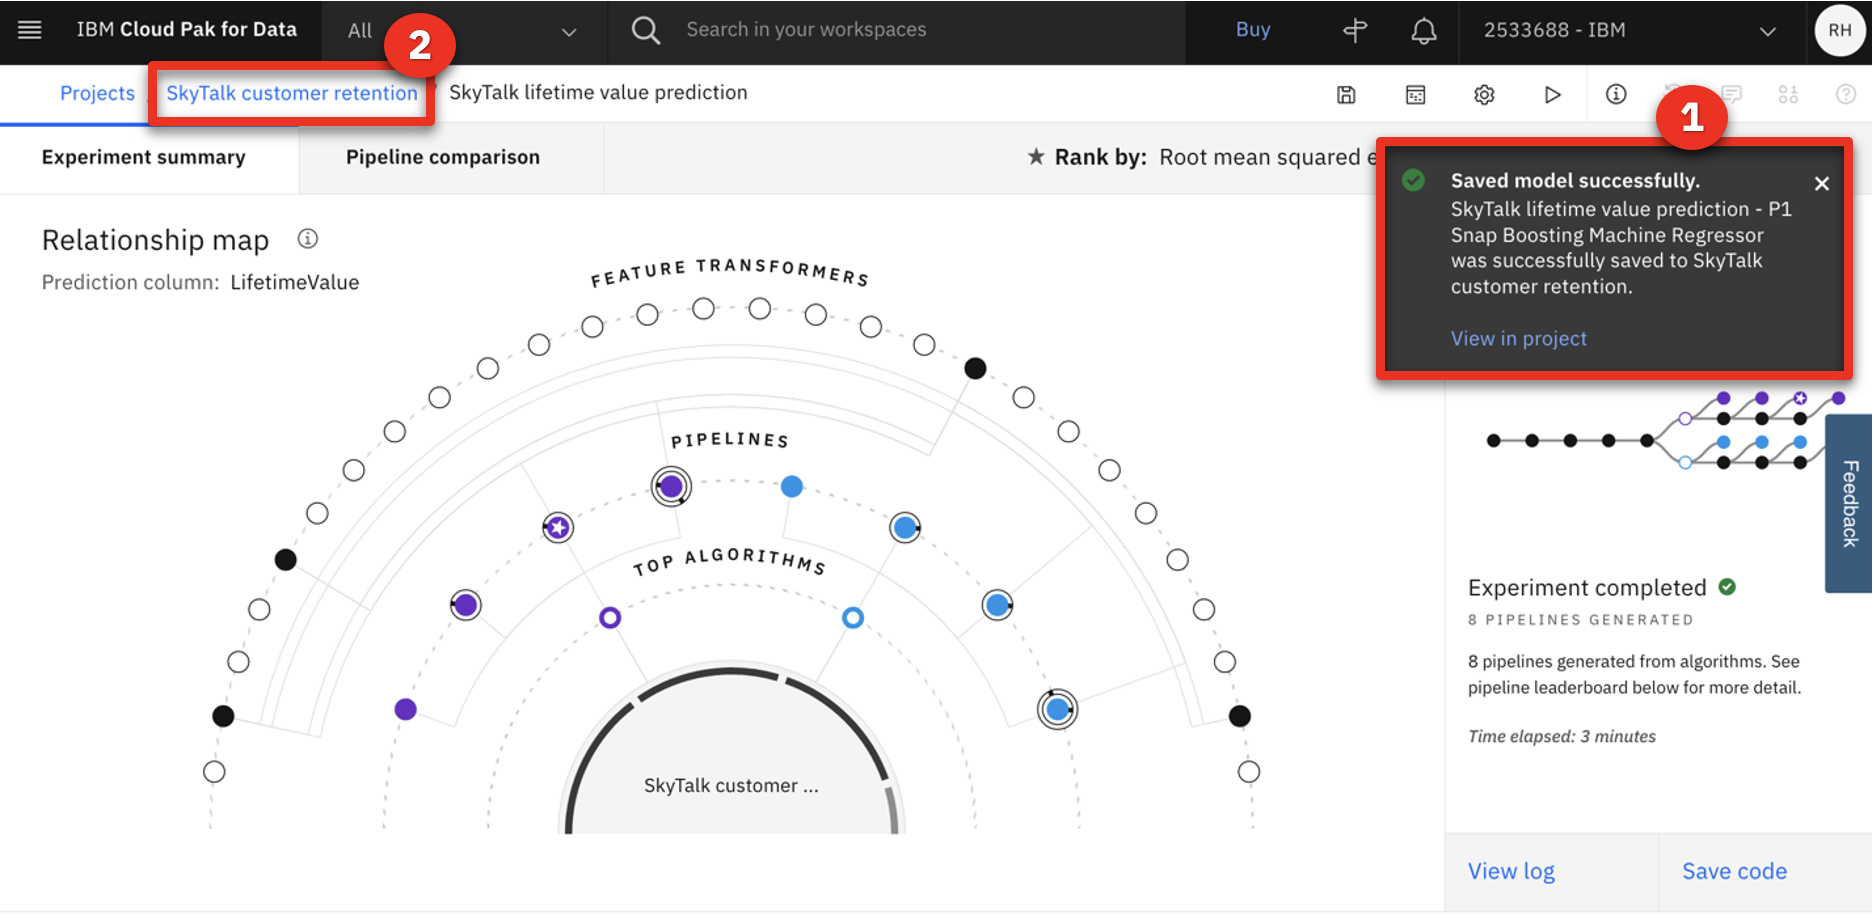 IBM Cloud Pak for Data
All
2
Search in your workspaces
Buy
2533688 - IBM
RH
Projects
SkyTalk customer retention
SkyTalk lifetime value prediction
1
Experiment summary
Pipeline comparison
★ Rank by: Root mean squared e
Saved model successfully.
SkyTalk lifetime value prediction - P1
Snap Boosting Machine Regressor
was successfully saved to SkyTalk
customer retention.
View in project
Relationship map
Prediction column: LifetimeValue
FEATURE TRANSFORMERS
PIPELINES
TOP ALGORITHMS
SkyTalk customer ...
Feedback
Experiment completed
8 PIPELINES GENERATED
8 pipelines generated from algorithms. See
pipeline leaderboard below for more detail.
Time elapsed: 3 minutes
View log
Save code